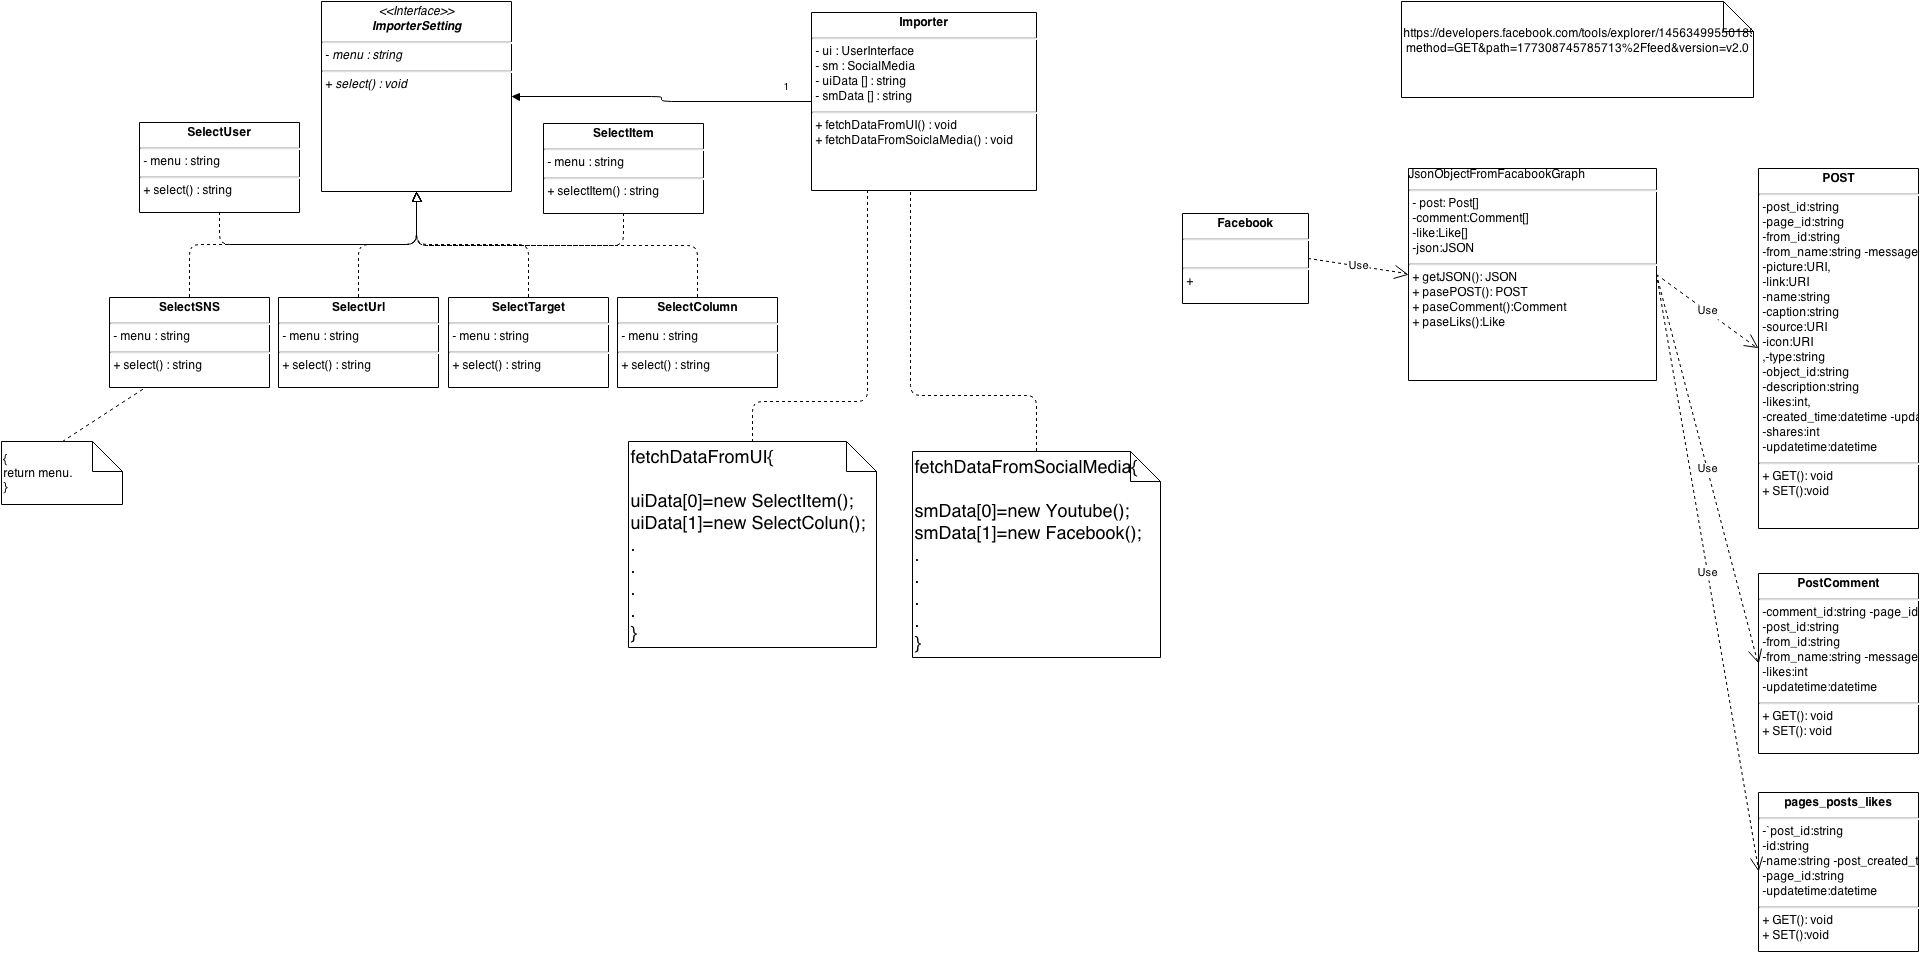 <<Interface>>
ImporterSetting
- menu : string
+ select() : void
Importer
- ui : UserInterface
- sm : SocialMedia
- uiData [] : string
- smData [] : string
+ fetchDataFromUI() : void
+ fetchDataFromSoiclaMedia() : void
1
SelectUser
- menu : string
+ select() : string
SelectItem
- menu : string
+ selectItem() : string
SelectSNS
- menu : string
+ select() : string
SelectUrl
- menu : string
+ select() : string
SelectTarget
- menu : string
+ select() : string
SelectColumn
- menu : string
+ select() : string
{
return menu.
}
fetchDataFromUI{
uiData[0]=new SelectItem();
uiData[1]=new SelectColun();
.
.
.
.
}
fetchDataFromSocialMedia{
smData[0]=new Youtube();
smData[1]=new Facebook();
.
.
.
.
}
https://developers.facebook.com/tools/explorer/145634995501895
method=GET&path=177308745785713%2Ffeed&version=v2.0
Facebook
+
Use
JsonObjectFromFacabookGraph
- post: Post[]
-comment:Comment[]
-like:Like[]
-json:JSON
+ getJSON(): JSON
+ pasePOST(): POST
+ paseComment():Comment
+ paseLiks():Like
Use
Use
Use
POST
-post_id:string
-page_id:string
-from_id:string
-from_name:string -message
-picture:URI,
-link:URI
-name:string
-caption:string
-source:URI
-icon:URI
,-type:string
-object_id:string
-description:string
-likes:int,
-created_time:datetime -upda
-shares:int
-updatetime:datetime
+ GET(): void
+ SET():void
PostComment
-comment_id:string -page_id
-post_id:string
-from_id:string
-from_name:string -message
-likes:int
-updatetime:datetime
+ GET(): void
+ SET(): void
pages_posts_likes
-`post_id:string
-id:string
-name:string -post_created_t
-page_id:string
-updatetime:datetime
+ GET(): void
+ SET():void